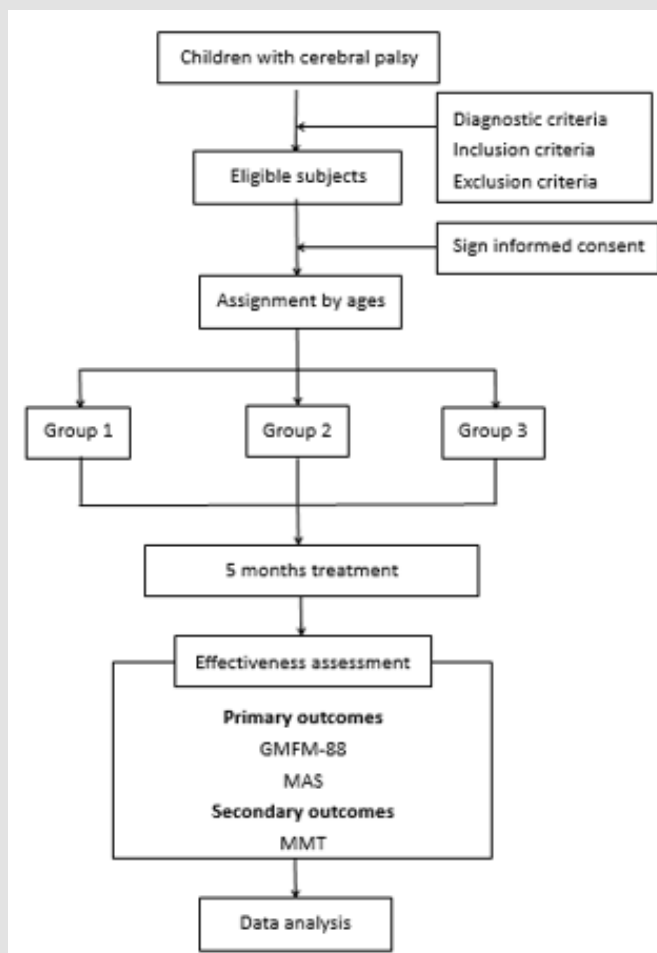 Children with cerebral palsy
Diagnostic criteria
Inclusion criteria
Exclusion criteria
Eligible subjects
Sign informed consent
Assignment by ages
Group 1
Group 2
Group 3
5 months treatment
Effectiveness assessment
Primary outcomes
GMFM-88
MAS
Secondary outcomes
MMT
Data analysis